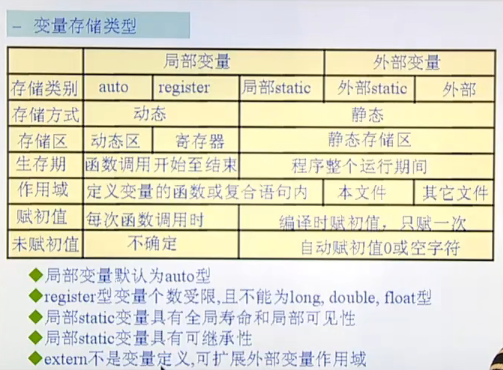 – 变量存储类型
局部变量 外部变量
存储类别 auto register 局部static 外部static 外部
存储方式 动态 静态
存储区 动态区 寄存器 静态存储区
生存期 函数调用开始至结束 程序整个运行期间
作用域 定义变量的函数或复合语句内 本文件 其它文件
赋初值 每次函数调用时 编译时赋初值，只赋一次
未赋初值 不确定 自动赋初值0或空字符
◆局部变量默认为auto型
◆register型变量个数受限,且不能为long, double, float型
◆局部static变量具有全局寿命和局部可见性
◆局部static变量具有可继承性
◆extern不是变量定义,可扩展外部变量作用域